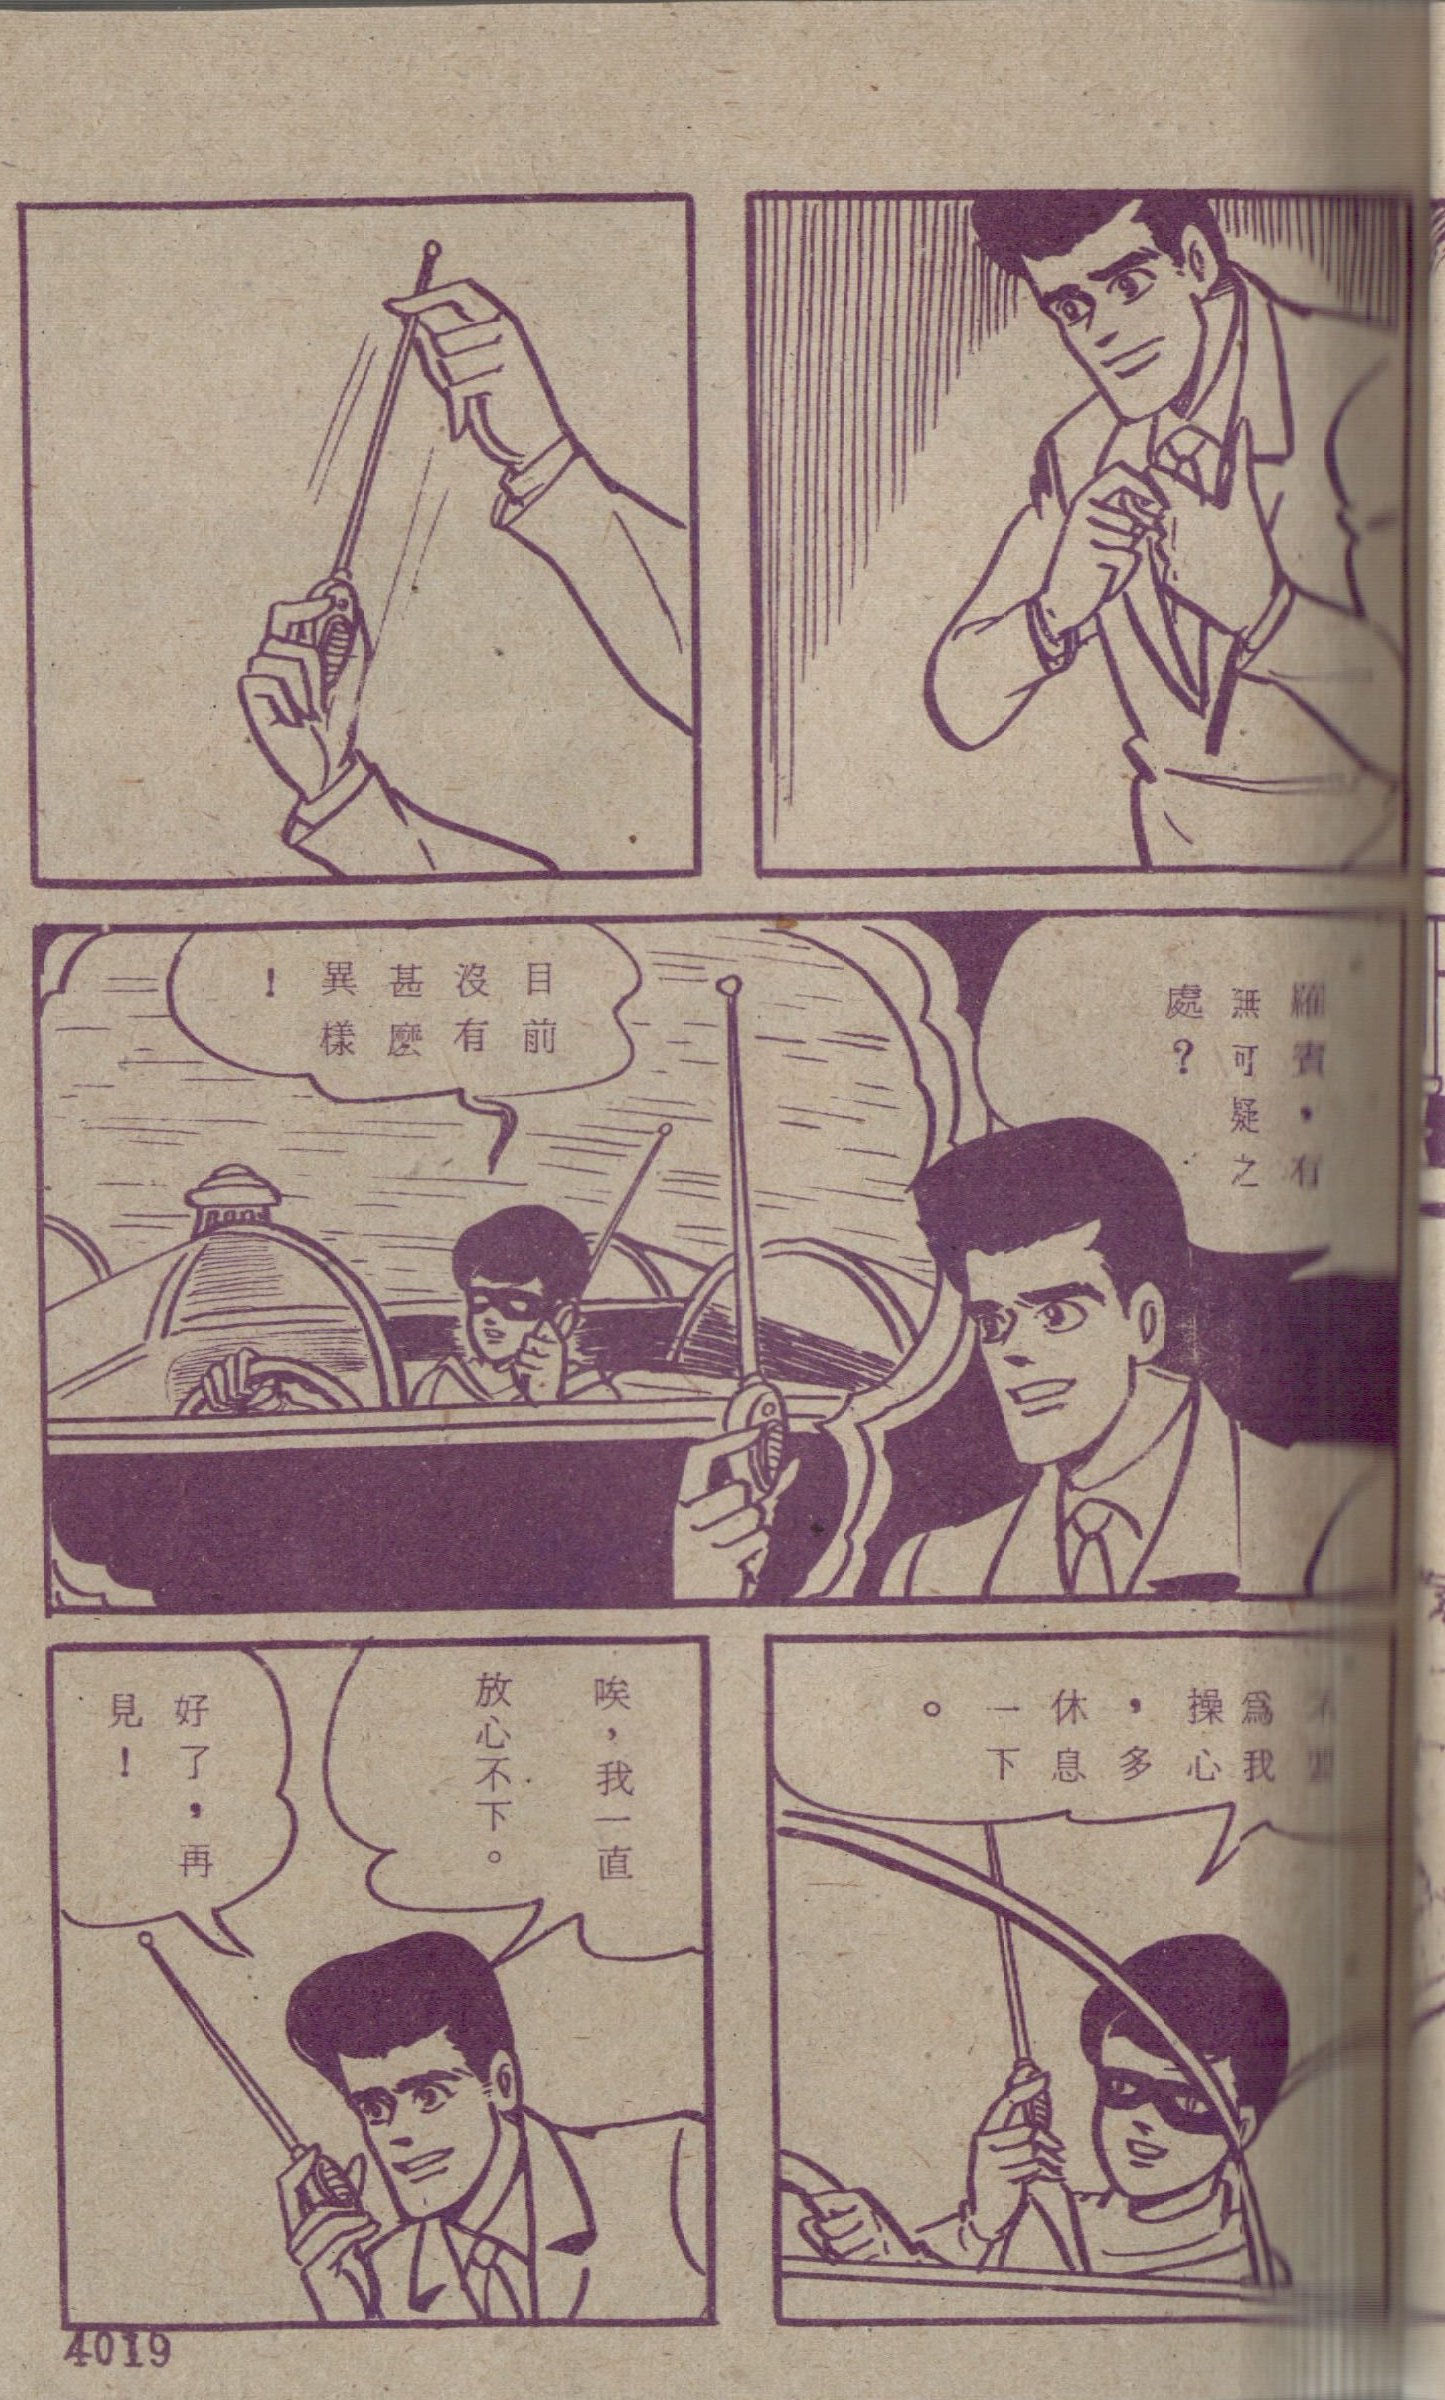 羅賓，有
無可疑之
處？
目前
沒有
甚麼
異樣
！
爲我
操心
，多
休息
一下
。
唉，我一直
放心不下。
好了，再
見！
4019